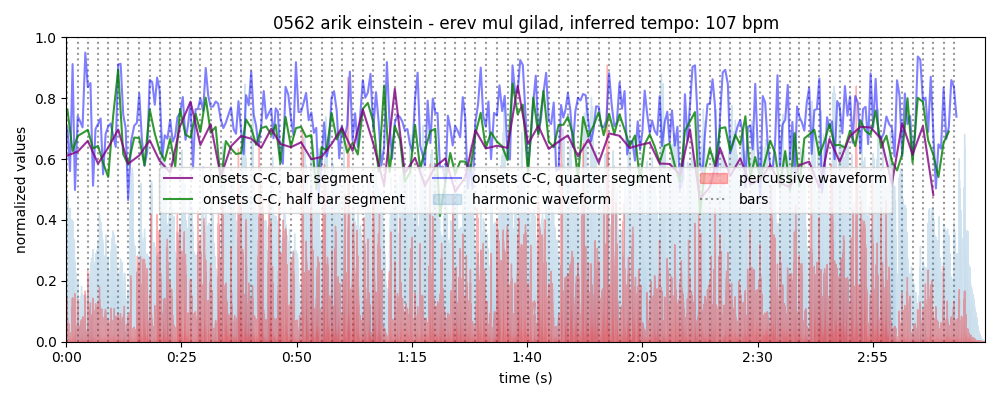 0562 arik einstein - erev mul gilad, inferred tempo: 107 bpm
1.0
0.8
0.6
0.4
0.2
0.0
normalized values
onsets C-C, bar segment
onsets C-C, half bar segment
onsets C-C, quarter segment
harmonic waveform
percussive waveform
bars
0:00 0:25 0:50 1:15 1:40 2:05 2:30 2:55
time (s)